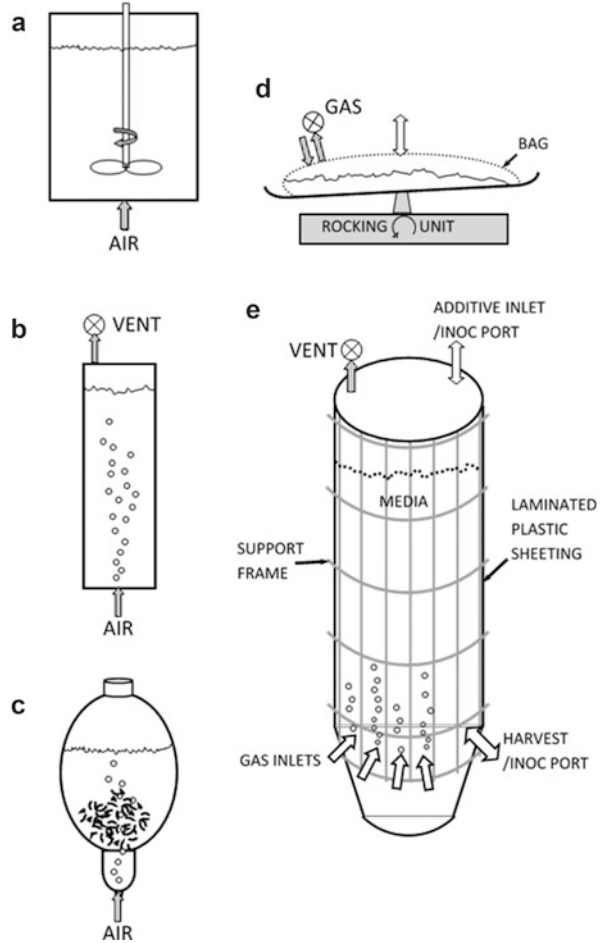 a
AIR
b
VENT
AIR
c
AIR
d
GAS
BAG
ROCKING UNIT
e
ADDITIVE INLET
/INOC PORT
VENT
MEDIA
LAMINATED
PLASTIC
SHEETING
SUPPORT
FRAME
GAS INLETS
HARVEST
/INOC PORT